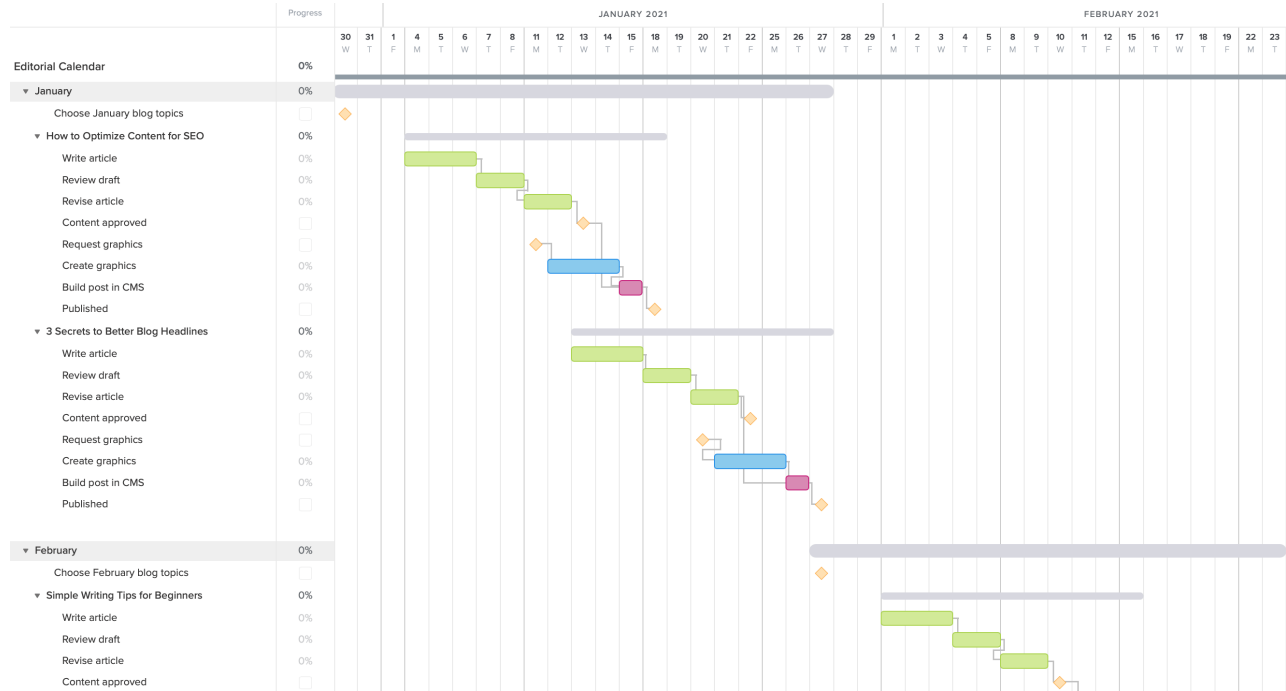 Progress JANUARY 2021 FEBRUARY 2021
30 31 1 4 5 6 7 8 11 12 13 14 15 18 19 20 21 22 25 26 27 28 29 1 2 3 4 5 8 9 10 11 12 15 16 17 18 19 22 23
W T F M T W T F M T W T F M T W T F M T W T F M T W T F M T W T F M T W T F M T
Editorial Calendar 0%
January 0%
Choose January blog topics
How to Optimize Content for SEO 0%
Write article 0%
Review draft 0%
Revise article 0%
Content approved
Request graphics
Create graphics 0%
Build post in CMS 0%
Published
3 Secrets to Better Blog Headlines 0%
Write article 0%
Review draft 0%
Revise article 0%
Content approved
Request graphics
Create graphics 0%
Build post in CMS 0%
Published
February 0%
Choose February blog topics
Simple Writing Tips for Beginners 0%
Write article 0%
Review draft 0%
Revise article 0%
Content approved